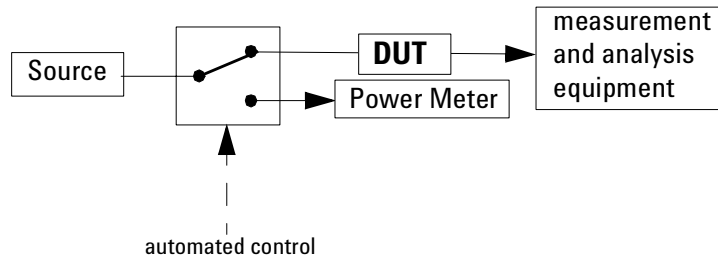 Source
DUT
Power Meter
measurement
and analysis
equipment
automated control